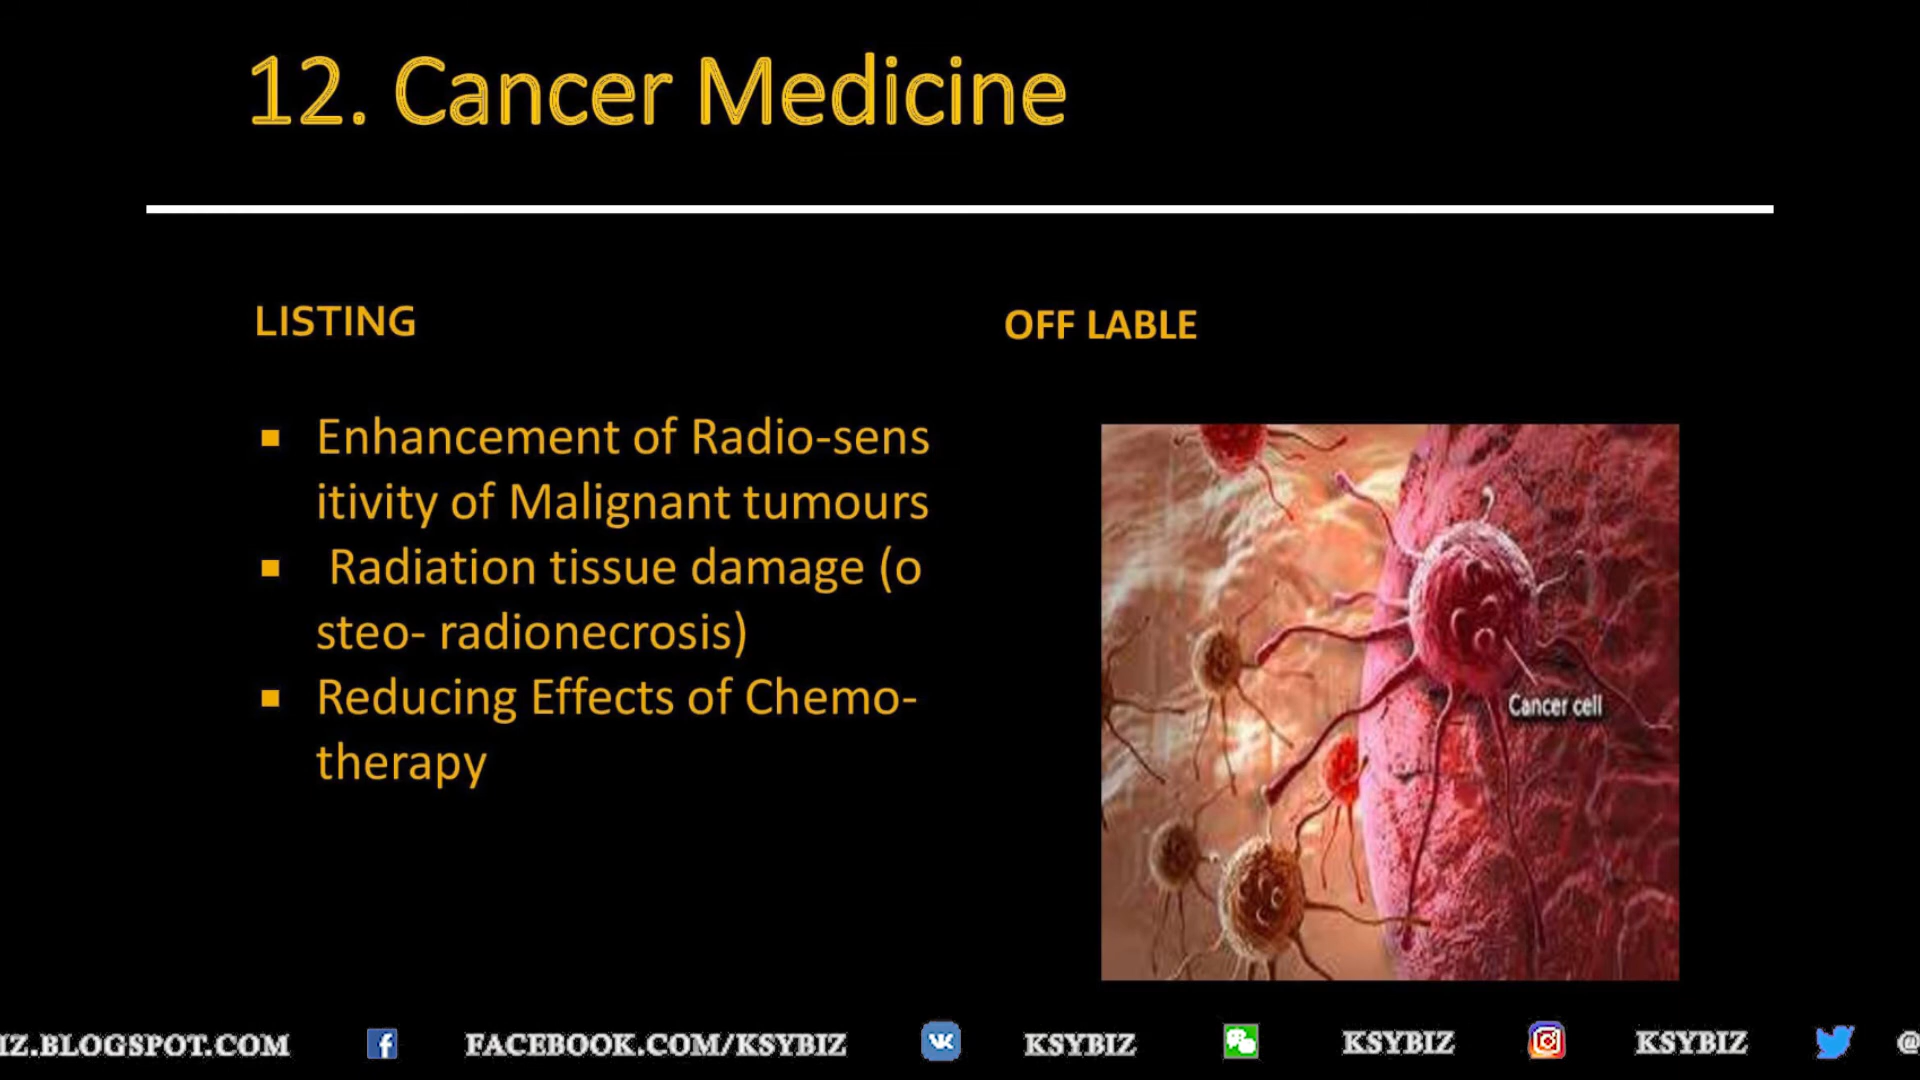 12. Cancer Medicine
LISTING
OFF LABLE
Enhancement of Radio-sens
itivity of Malignant tumours
Radiation tissue damage (o
steo- radionecrosis)
Reducing Effects of Chemo-
therapy
Cancer cell
IZ.BLOGSPOT.COM FACEBOOK.COM/KSYBIZ KSYBIZ KSYBIZ KSYBIZ @